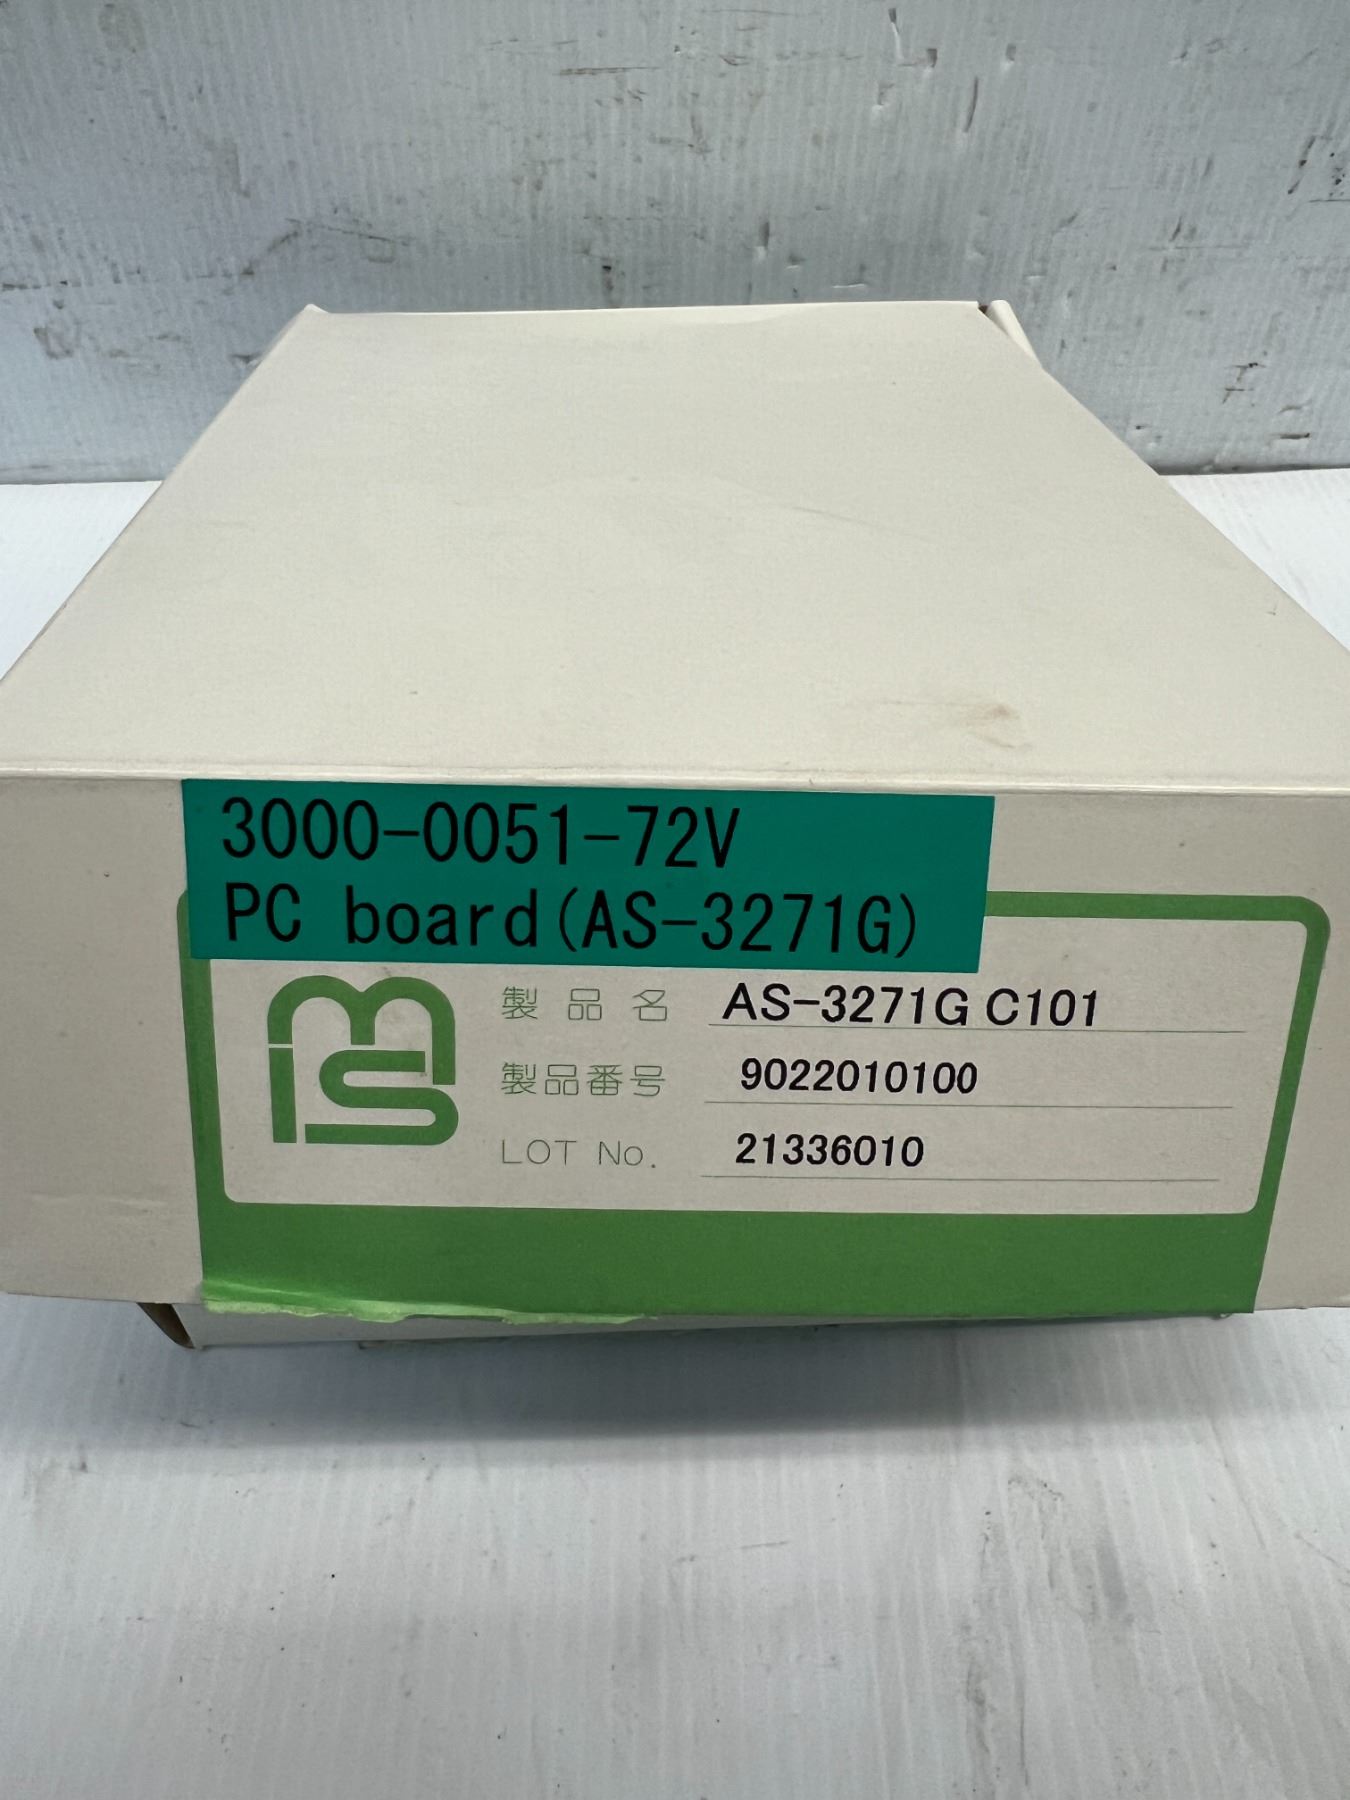 3000-0051-72V
PC board(AS-3271G)
ms
製品名 AS-3271G C101
製品番号 9022010100
LOT No. 21336010